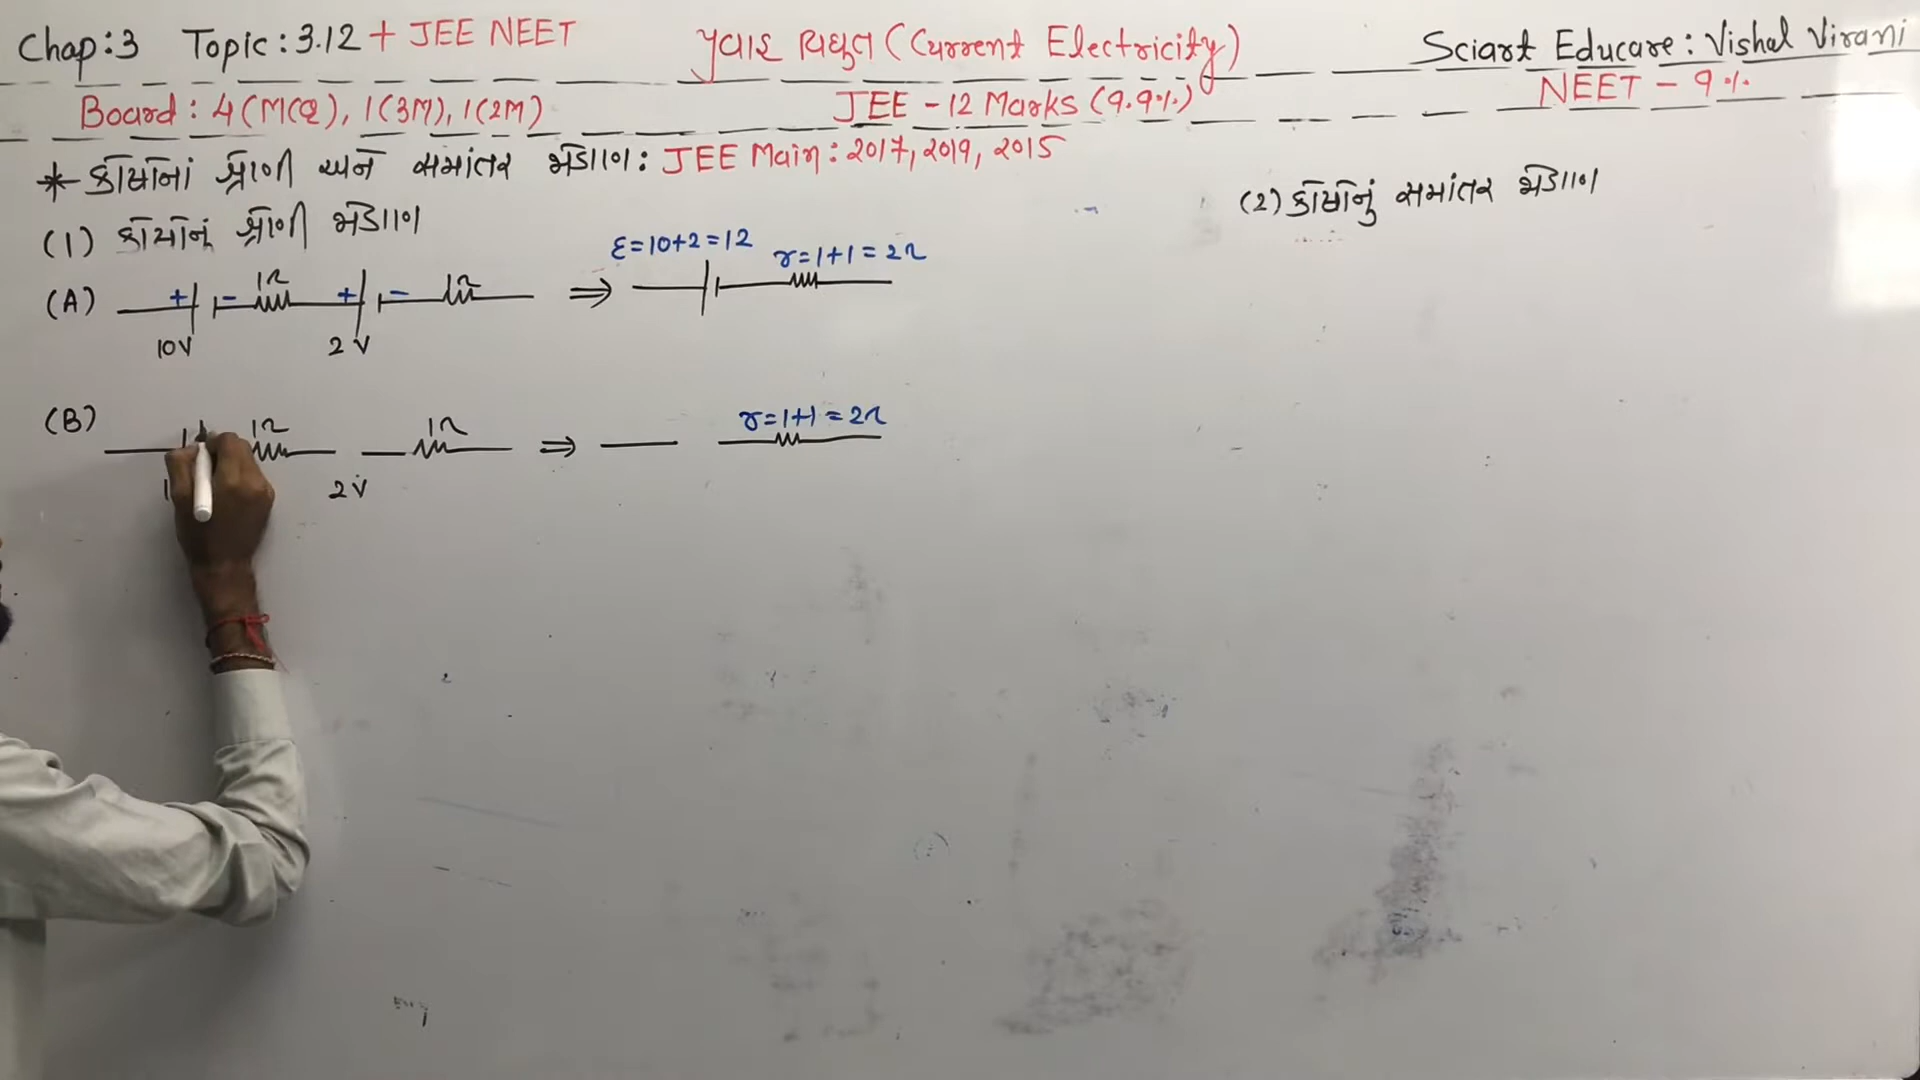 Chap:3 Topic:3.12 + JEE NEET
પ્રવાહ વિદ્યુત (Current Electricity)
Sciart Educare: Vishal Virani
Board: 4(MCQ), 1(3M), 1(2M)
JEE - 12 Marks (9.9%)
NEET - 9%
* કોષોનાં શ્રેણી અને સમાંતર જોડાણ: JEE Main: 2017, 2019, 2015
(1) કોષોનું શ્રેણી જોડાણ
(2) કોષોનું સમાંતર જોડાણ
(A) + - 1Ω + - 1Ω ⇒ ε=10+2=12 r=1+1=2Ω
10V 2V
(B) 1Ω 1Ω ⇒ r=1+1=2Ω
2V